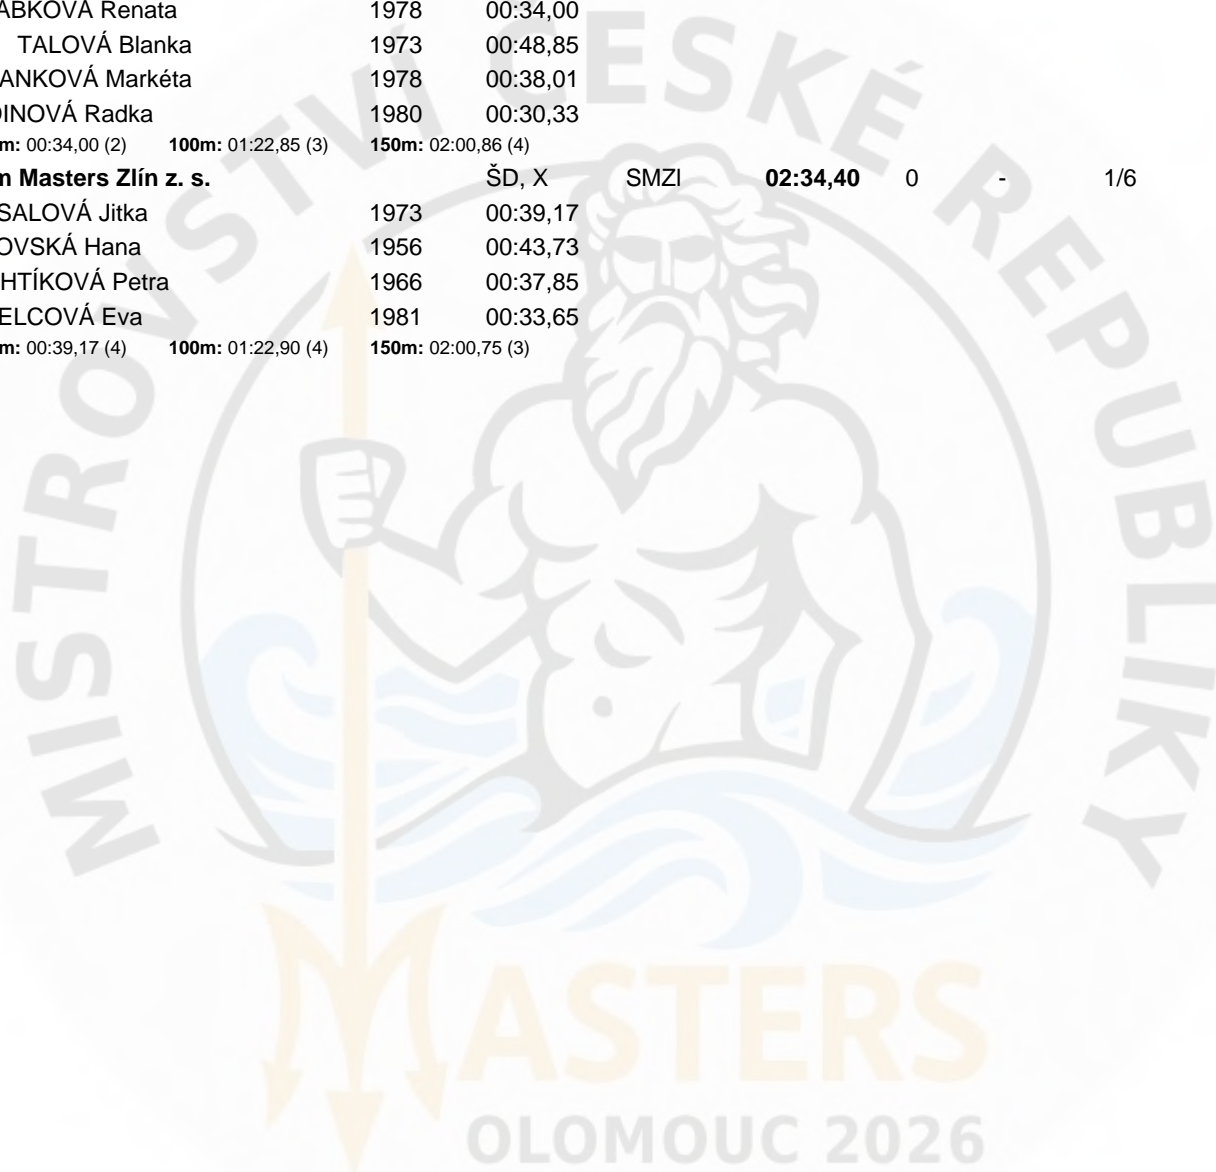 ABKOVÁ Renata 1978 00:34,00
TALOVÁ Blanka 1973 00:48,85
ANKOVÁ Markéta 1978 00:38,01
DINOVÁ Radka 1980 00:30,33
m: 00:34,00 (2) 100m: 01:22,85 (3) 150m: 02:00,86 (4)
m Masters Zlín z. s. ŠD, X SMZI 02:34,40 0 - 1/6
SALOVÁ Jitka 1973 00:39,17
OVSKÁ Hana 1956 00:43,73
HTÍKOVÁ Petra 1966 00:37,85
ELCOVÁ Eva 1981 00:33,65
m: 00:39,17 (4) 100m: 01:22,90 (4) 150m: 02:00,75 (3)
MISTROVSTVÍ ČESKÉ REPUBLIKY
MASTERS
OLOMOUC 2026